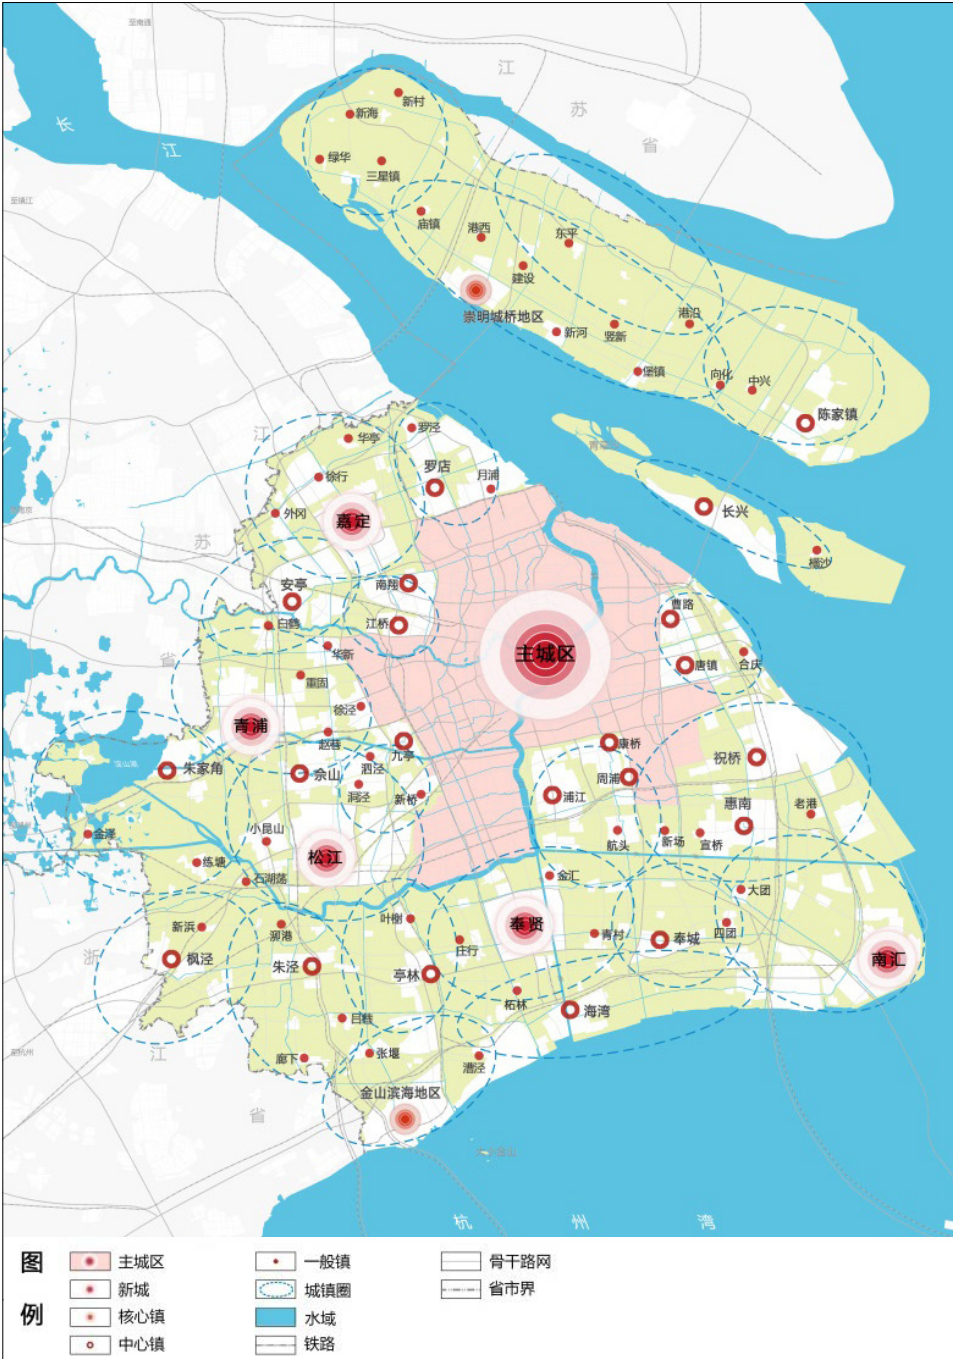 至南通
江
苏
省
长
江
新村
新海
绿华
三星镇
至镇江
庙镇
港西
东平
建设
崇明城桥地区
新河
竖新
港沿
堡镇
向化
中兴
陈家镇
江
华亭
罗泾
罗店
月浦
徐行
外冈
嘉定
长兴
横沙
苏
安亭
南翔
白鹤
江桥
曹路
省
华新
主城区
唐镇
合庆
重固
徐泾
青浦
赵巷
九亭
康桥
朱家角
佘山
泗泾
周浦
祝桥
洞泾
新桥
浦江
惠南
老港
金泽
小昆山
航头
新场
宣桥
松江
练塘
石湖荡
金汇
大团
新浜
泖港
叶榭
庄行
奉贤
青村
奉城
四团
浙
枫泾
朱泾
亭林
南汇
柘林
海湾
吕巷
至杭州
江
廊下
张堰
漕泾
金山滨海地区
省
杭
州
湾
图
例
主城区
新城
核心镇
中心镇
一般镇
城镇圈
水域
铁路
骨干路网
省市界